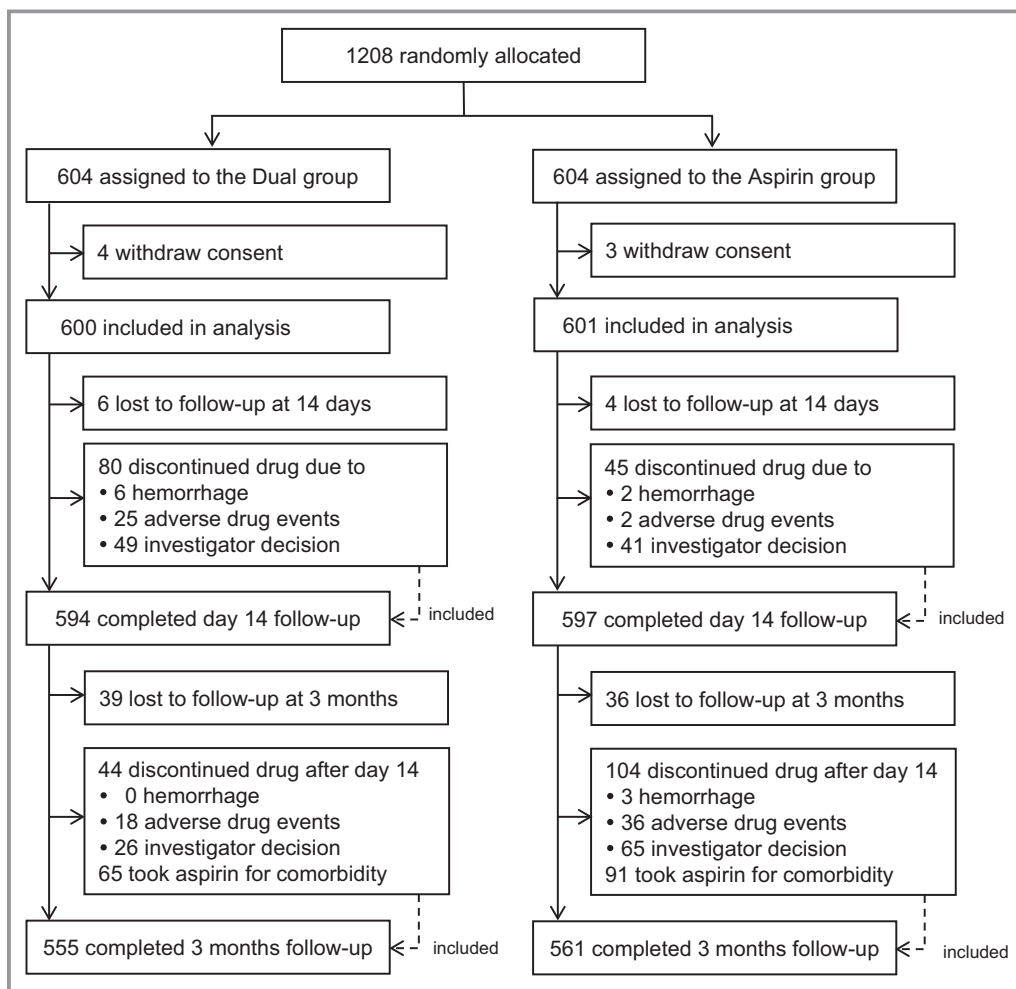 1208 randomly allocated
604 assigned to the Dual group
4 withdraw consent
600 included in analysis
6 lost to follow-up at 14 days
80 discontinued drug due to
• 6 hemorrhage
• 25 adverse drug events
• 49 investigator decision
included
594 completed day 14 follow-up
39 lost to follow-up at 3 months
44 discontinued drug after day 14
• 0 hemorrhage
• 18 adverse drug events
• 26 investigator decision
65 took aspirin for comorbidity
included
555 completed 3 months follow-up
604 assigned to the Aspirin group
3 withdraw consent
601 included in analysis
4 lost to follow-up at 14 days
45 discontinued drug due to
• 2 hemorrhage
• 2 adverse drug events
• 41 investigator decision
included
597 completed day 14 follow-up
36 lost to follow-up at 3 months
104 discontinued drug after day 14
• 3 hemorrhage
• 36 adverse drug events
• 65 investigator decision
91 took aspirin for comorbidity
included
561 completed 3 months follow-up